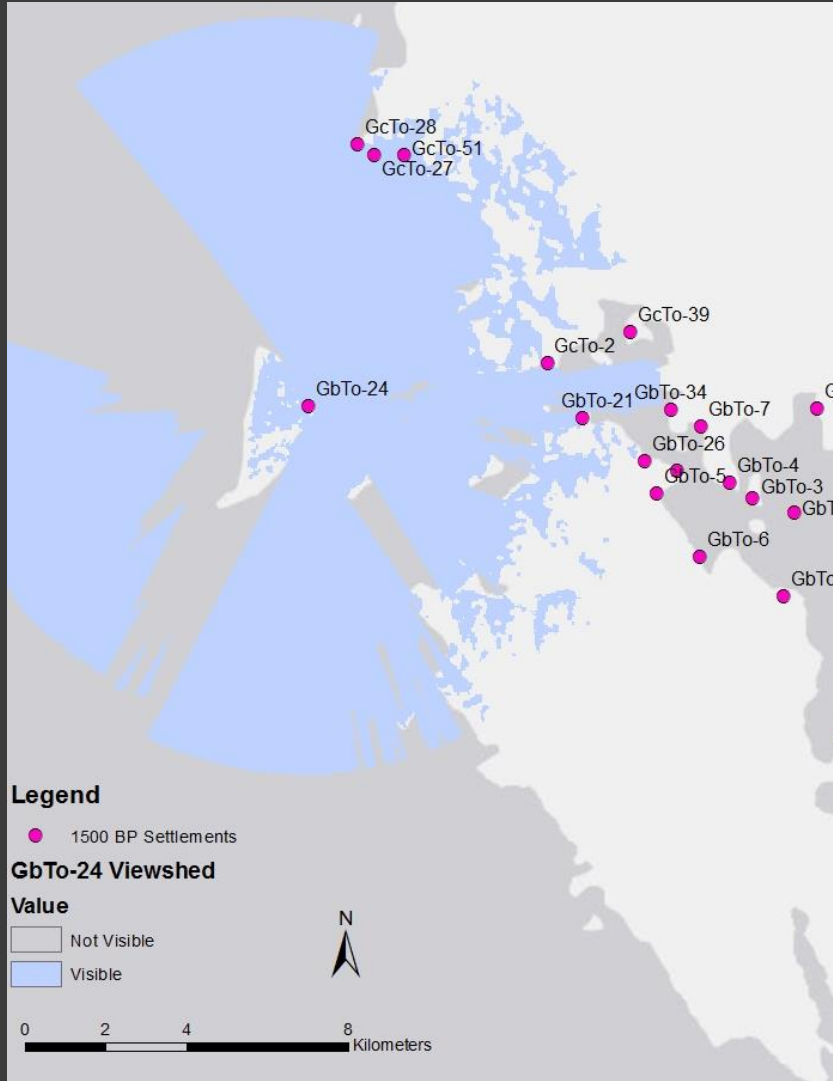 GcTo-28
GcTo-51
GcTo-27
GcTo-39
GcTo-2
GbTo-24
GbTo-21
GbTo-34
GbTo-7
GbTo-26
GbTo-4
GbTo-5
GbTo-3
GbT
GbTo-6
GbTo
G
Legend
1500 BP Settlements
GbTo-24 Viewshed
Value
Not Visible
Visible
N
0 2 4 8
Kilometers